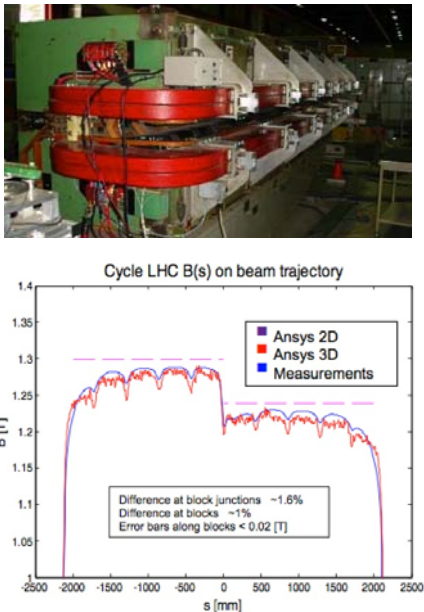 Cycle LHC B(s) on beam trajectory
1.4
1.35
1.3
1.25
1.2
1.15
1.1
1.05
1
B [T]
Ansys 2D
Ansys 3D
Measurements
Difference at block junctions ~1.6%
Difference at blocks ~1%
Error bars along blocks < 0.02 [T]
-2500 -2000 -1500 -1000 -500 0 500 1000 1500 2000 2500
s [mm]